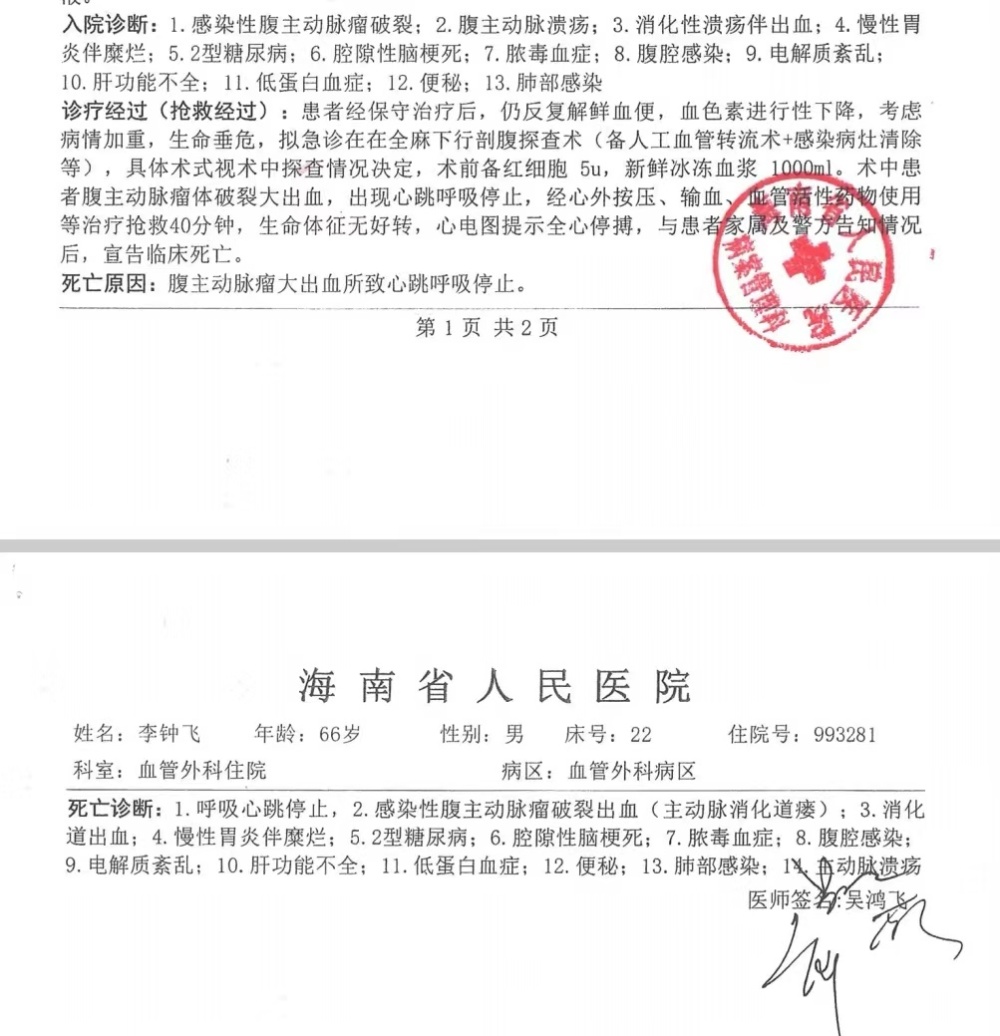 入院诊断：1.感染性腹主动脉瘤破裂；2.腹主动脉溃疡；3.消化性溃疡伴出血；4.慢性胃
炎伴糜烂；5.2型糖尿病；6.腔隙性脑梗死；7.脓毒血症；8.腹腔感染；9.电解质紊乱；
10.肝功能不全；11.低蛋白血症；12.便秘；13.肺部感染
诊疗经过（抢救经过）：患者经保守治疗后，仍反复解鲜血便，血色素进行性下降，考虑
病情加重，生命垂危，拟急诊在在全麻下行剖腹探查术（备人工血管转流术+感染病灶清除
等），具体术式视术中探查情况决定，术前备红细胞 5u，新鲜冰冻血浆 1000ml。术中患
者腹主动脉瘤体破裂大出血，出现心跳呼吸停止，经心外按压、输血、血管活性药物使用
等治疗抢救40分钟，生命体征无好转，心电图提示全心停搏，与患者家属及警方告知情况
后，宣告临床死亡。
死亡原因：腹主动脉瘤大出血所致心跳呼吸停止。
海南省人民医院
病案管理科
第 1 页 共 2 页
海南省人民医院
姓名：李钟飞 年龄：66岁 性别：男 床号：22 住院号：993281
科室：血管外科住院 病区：血管外科病区
死亡诊断：1.呼吸心跳停止，2.感染性腹主动脉瘤破裂出血（主动脉消化道瘘）；3.消化
道出血；4.慢性胃炎伴糜烂；5.2型糖尿病；6.腔隙性脑梗死；7.脓毒血症；8.腹腔感染；
9.电解质紊乱；10.肝功能不全；11.低蛋白血症；12.便秘；13.肺部感染；14.主动脉溃疡
医师签名:吴鸿飞